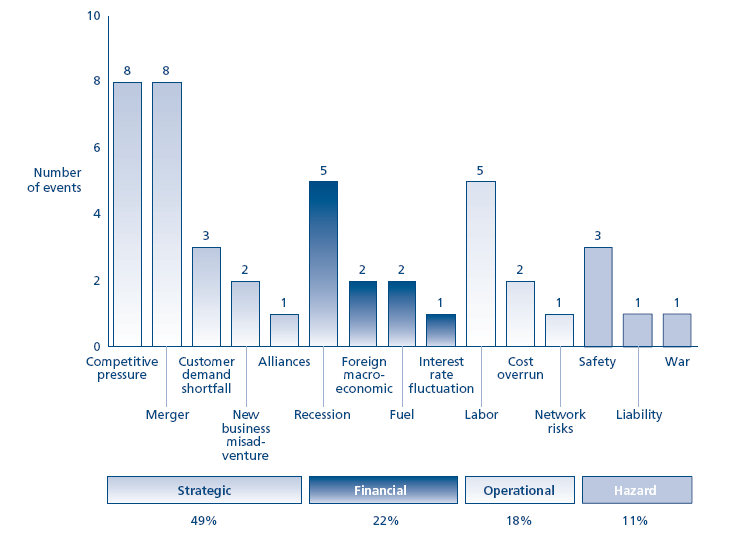 10
8
6
4
2
0
Number
of events
8
8
3
2
1
5
2
2
1
5
2
1
3
1
1
Competitive
pressure
Merger
Customer
demand
shortfall
New
business
misad-
venture
Alliances
Recession
Foreign
macro-
economic
Fuel
Interest
rate
fluctuation
Labor
Cost
overrun
Network
risks
Safety
Liability
War
Strategic
Financial
Operational
Hazard
49%
22%
18%
11%